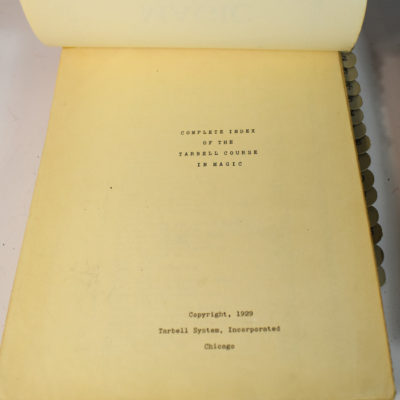 COMPLETE INDEX
OF THE
TARBELL COURSE
IN MAGIC
Copyright, 1929
Tarbell System, Incorporated
Chicago